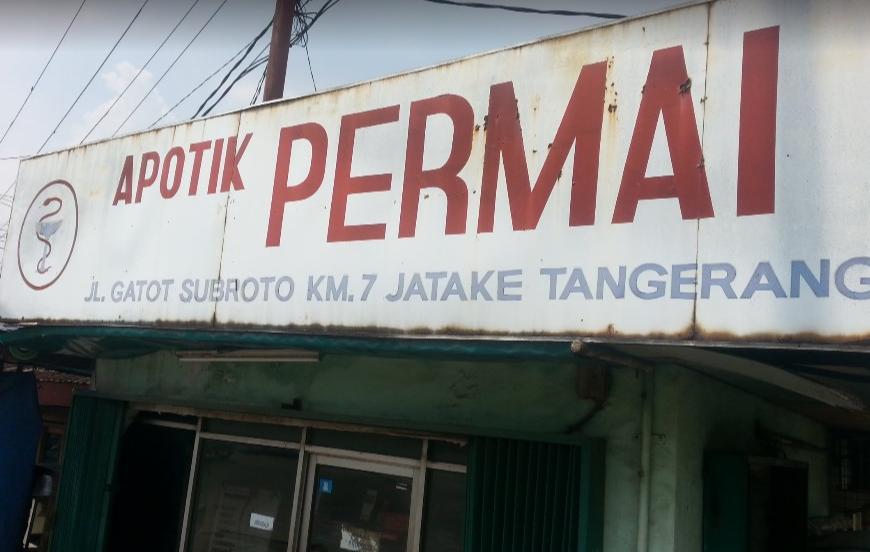 APOTIK PERMAI
JL. GATOT SUBROTO KM.7 JATAKE TANGERANG